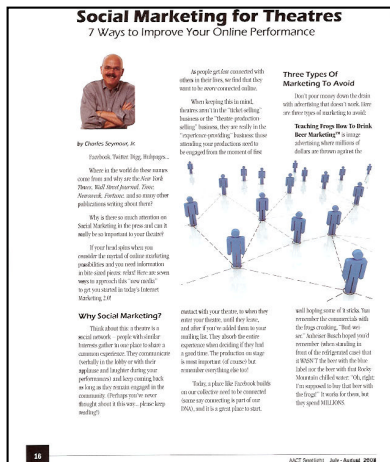 Social Marketing for Theatres
7 Ways to Improve Your Online Performance
by Charles Seymour, Jr.
Facebook, Twitter, Digg, Hubpages...
Where in the world do these names
come from and why are the New York
Times, Wall Street Journal, Time,
Newsweek, Fortune, and so many other
publications writing about them?
Why is there so much attention on
Social Marketing in the press and can it
really be so important to your theatre?
If your head spins when you
consider the myriad of online marketing
possibilities and you need information
in bite-sized pieces, relax! Here are seven
ways to approach this "new media"
to get you started in today's Internet
Marketing 2.0!
Why Social Marketing?
Think about this: a theatre is a
social network - people with similar
interests gather in one place to share a
common experience. They communicate
(verbally in the lobby or with their
applause and laughter during your
performances) and keep coming back
as long as they remain engaged in the
community. (Perhaps you've never
thought about it this way... please keep
reading!)
As people get less connected with
others in their lives, we find that they
want to be more connected online.
When keeping this in mind,
theatres aren't in the "ticket-selling"
business or the "theatre production-
selling" business, they are really in the
"experience-providing" business: those
attending your productions need to
be engaged from the moment of first
contact with your theatre, to when they
enter your theatre, until they leave,
and after if you've added them to your
mailing list. They absorb the entire
experience when deciding if they had
a good time. The production on stage
is most important (of course) but
remember everything else too!
Today, a place like Facebook builds
on our collective need to be connected
(some say connecting is part of our
DNA), and it is a great place to start.
Three Types Of
Marketing To Avoid
Don't pour money down the drain
with advertising that doesn't work. Here
are three types of marketing to avoid:
Teaching Frogs How To Drink
Beer Marketing™ is image
advertising where millions of
dollars are thrown against the
wall hoping some of it sticks. You
remember the commercials with
the frogs croaking, "Bud-wei-
ser." Anheuser Busch hoped you'd
remember (when standing in
front of the refrigerated cases) that
it WASN'T the beer with the blue
label nor the beer with that Rocky
Mountain chilled water: "Oh, right;
I'm supposed to buy that beer with
the frogs!" It works for them, but
they spend MILLIONS.
16
AACT Spotlight July - August 2009